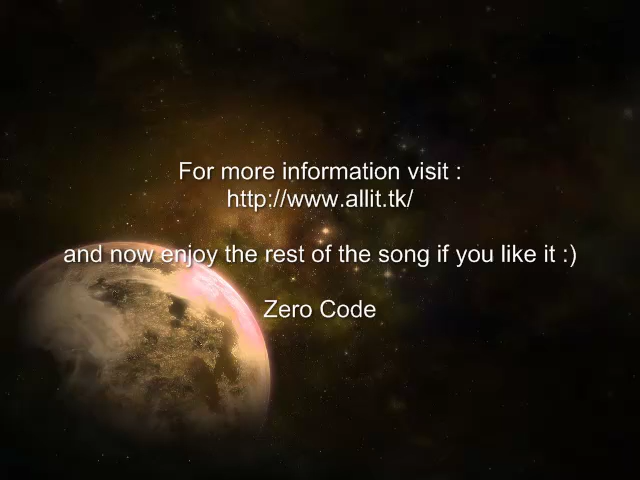 For more information visit :
http://www.allit.tk/
and now enjoy the rest of the song if you like it :)
Zero Code